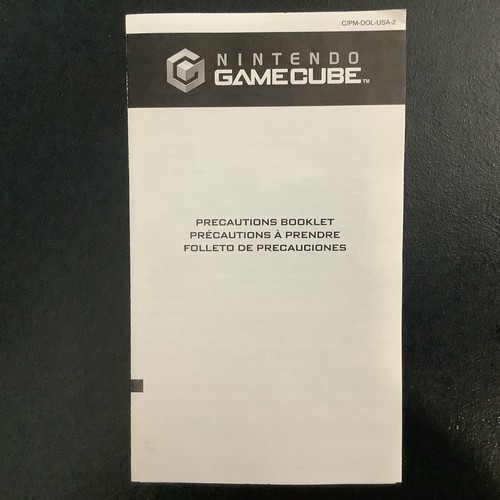 C/PM-DOL-USA-2
NINTENDO
GAMECUBE™
PRECAUTIONS BOOKLET
PRÉCAUTIONS À PRENDRE
FOLLETO DE PRECAUCIONES